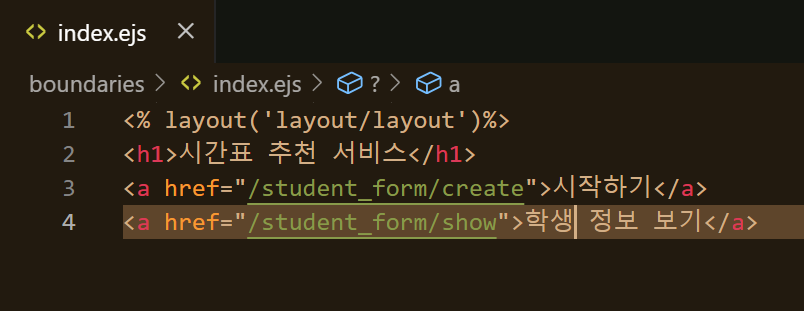 index.ejs
boundaries > index.ejs > ? > a
1 <% layout('layout/layout')%>
2 <h1>시간표 추천 서비스</h1>
3 <a href="/student_form/create">시작하기</a>
4 <a href="/student_form/show">학생 정보 보기</a>